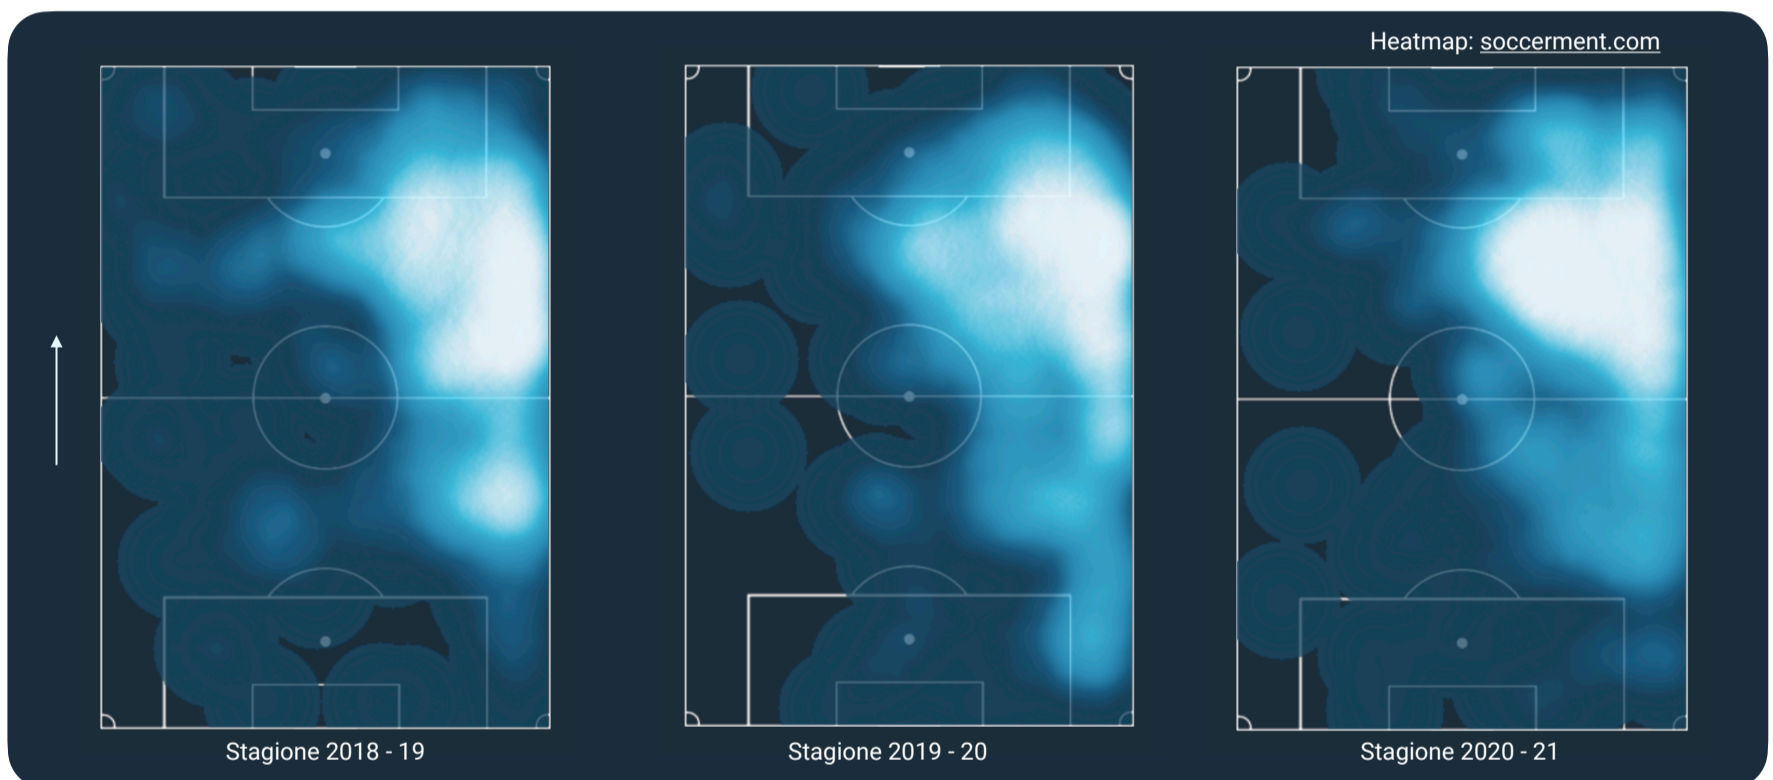 Heatmap: soccerment.com
Stagione 2018 - 19
Stagione 2019 - 20
Stagione 2020 - 21